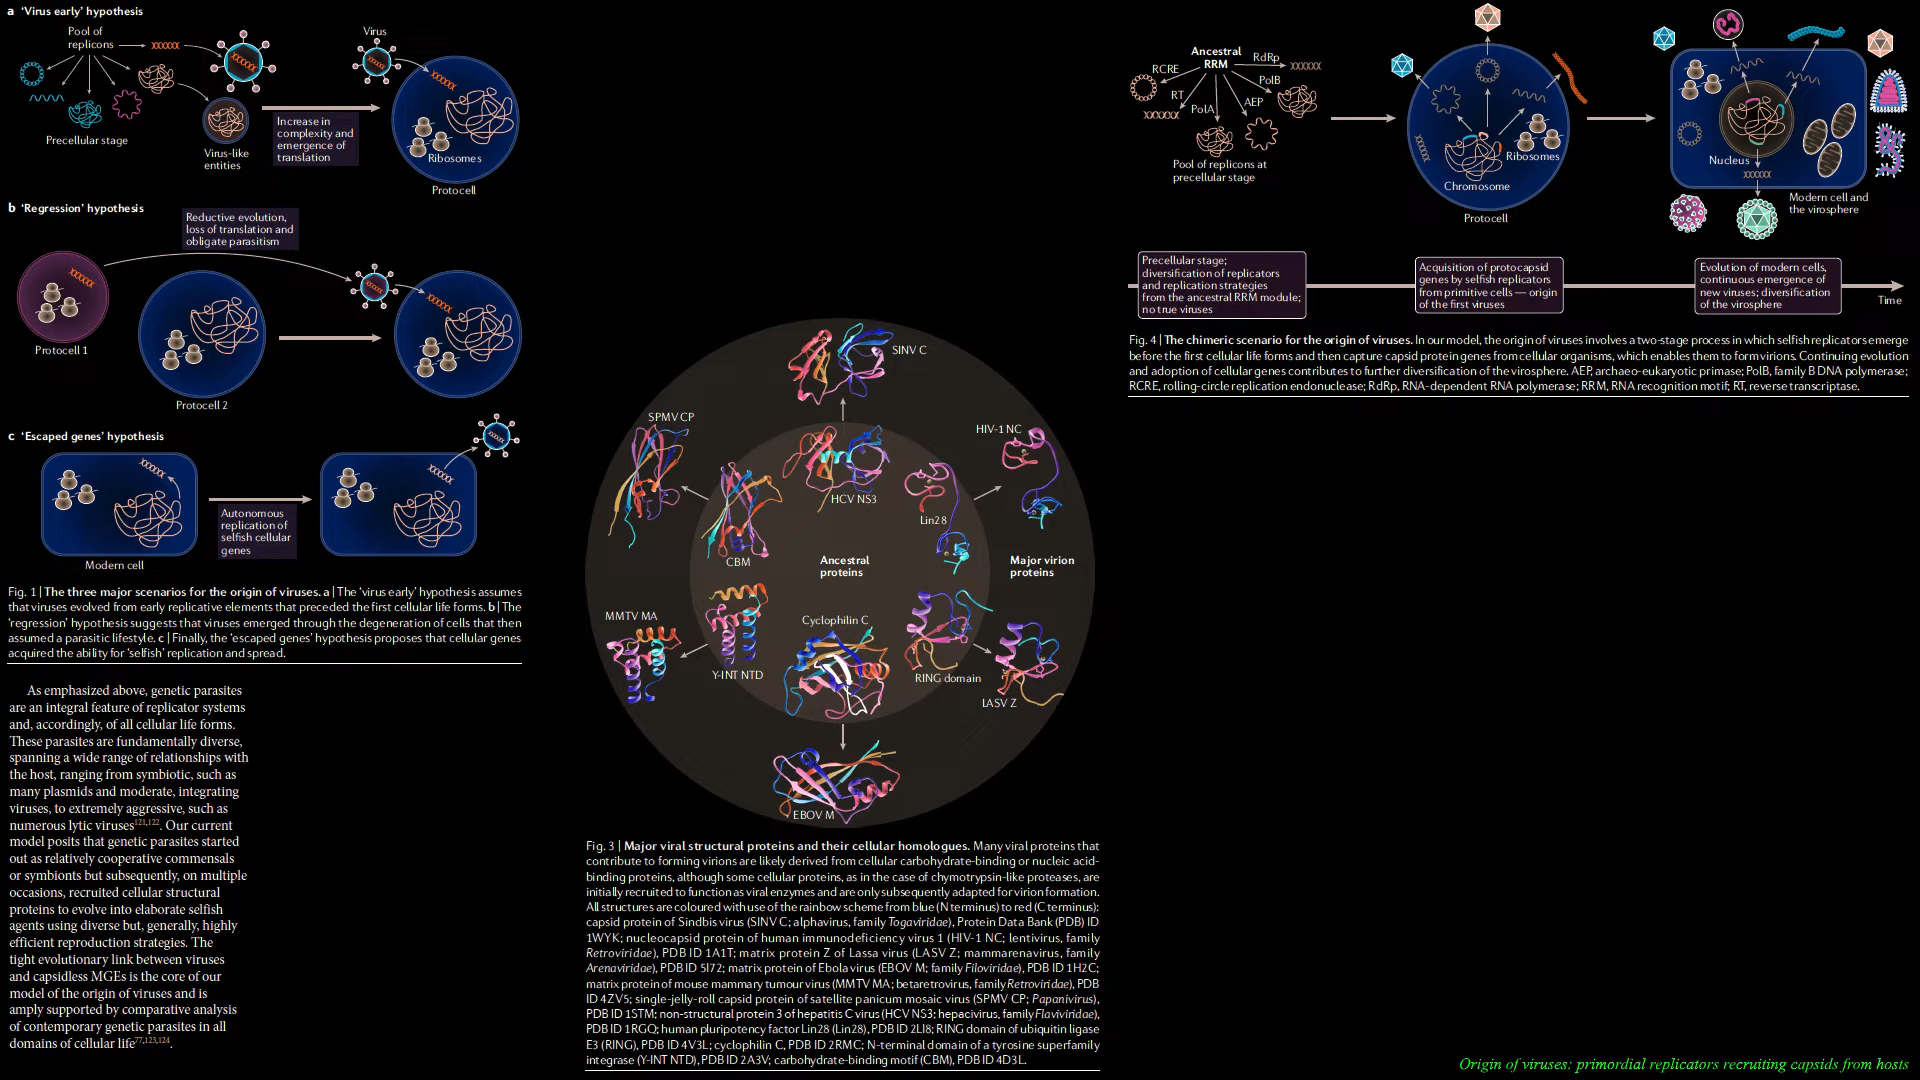 a 'Virus early' hypothesis
Pool of
replicons
Precellular stage
Virus-like
entities
Increase in
complexity and
emergence of
translation
Virus
Ribosomes
Protocell
b 'Regression' hypothesis
Reductive evolution,
loss of translation and
obligate parasitism
Protocell 1
Protocell 2
c 'Escaped genes' hypothesis
Autonomous
replication of
selfish cellular
genes
Modern cell
Fig. 1 | The three major scenarios for the origin of viruses. a | The 'virus early' hypothesis assumes
that viruses evolved from early replicative elements that preceded the first cellular life forms. b | The
'regression' hypothesis suggests that viruses emerged through the degeneration of cells that then
assumed a parasitic lifestyle. c | Finally, the 'escaped genes' hypothesis proposes that cellular genes
acquired the ability for 'selfish' replication and spread.
As emphasized above, genetic parasites
are an integral feature of replicator systems
and, accordingly, of all cellular life forms.
These parasites are fundamentally diverse,
spanning a wide range of relationships with
the host, ranging from symbiotic, such as
many plasmids and moderate, integrating
viruses, to extremely aggressive, such as
numerous lytic viruses121,122. Our current
model posits that genetic parasites started
out as relatively cooperative commensals
or symbionts but subsequently, on multiple
occasions, recruited cellular structural
proteins to evolve into elaborate selfish
agents using diverse but, generally, highly
efficient reproduction strategies. The
tight evolutionary link between viruses
and capsidless MGEs is the core of our
model of the origin of viruses and is
amply supported by comparative analysis
of contemporary genetic parasites in all
domains of cellular life77,123,124.
SINV C
SPMV CP
HIV-1 NC
HCV NS3
Lin28
CBM
Ancestral
proteins
Major virion
proteins
MMTV MA
Cyclophilin C
Y-INT NTD
RING domain
LASV Z
EBOV M
Fig. 3 | Major viral structural proteins and their cellular homologues. Many viral proteins that
contribute to forming virions are likely derived from cellular carbohydrate-binding or nucleic acid-
binding proteins, although some cellular proteins, as in the case of chymotrypsin-like proteases, are
initially recruited to function as viral enzymes and are only subsequently adapted for virion formation.
All structures are coloured with use of the rainbow scheme from blue (N terminus) to red (C terminus):
capsid protein of Sindbis virus (SINV C; alphavirus, family Togaviridae), Protein Data Bank (PDB) ID
1WYK; nucleocapsid protein of human immunodeficiency virus 1 (HIV-1 NC; lentivirus, family
Retroviridae), PDB ID 1A1T; matrix protein Z of Lassa virus (LASV Z; mammarenavirus, family
Arenaviridae), PDB ID 5I72; matrix protein of Ebola virus (EBOV M; family Filoviridae), PDB ID 1H2C;
matrix protein of mouse mammary tumour virus (MMTV MA; betaretrovirus, family Retroviridae), PDB
ID 4ZV5; single-jelly-roll capsid protein of satellite panicum mosaic virus (SPMV CP; Papanivirus),
PDB ID 1STM; non-structural protein 3 of hepatitis C virus (HCV NS3; hepacivirus, family Flaviviridae),
PDB ID 1RGQ; human pluripotency factor Lin28 (Lin28), PDB ID 2LI8; RING domain of ubiquitin ligase
E3 (RING), PDB ID 4V3L; cyclophilin C, PDB ID 2RMC; N-terminal domain of a tyrosine superfamily
integrase (Y-INT NTD), PDB ID 2A3V; carbohydrate-binding motif (CBM), PDB ID 4D3L.
Ancestral
RRM
RCRE
RdRp
RT
PolB
PolA
AEP
Pool of replicons at
precellular stage
Ribosomes
Chromosome
Protocell
Nucleus
Modern cell and
the virosphere
Precellular stage;
diversification of replicators
and replication strategies
from the ancestral RRM module;
no true viruses
Acquisition of protocapsid
genes by selfish replicators
from primitive cells — origin
of the first viruses
Evolution of modern cells,
continuous emergence of
new viruses; diversification
of the virosphere
Time
Fig. 4 | The chimeric scenario for the origin of viruses. In our model, the origin of viruses involves a two-stage process in which selfish replicators emerge
before the first cellular life forms and then capture capsid protein genes from cellular organisms, which enables them to form virions. Continuing evolution
and adoption of cellular genes contributes to further diversification of the virosphere. AEP, archaeo-eukaryotic primase; PolB, family B DNA polymerase;
RCRE, rolling-circle replication endonuclease; RdRp, RNA-dependent RNA polymerase; RRM, RNA recognition motif; RT, reverse transcriptase.
Origin of viruses: primordial replicators recruiting capsids from hosts